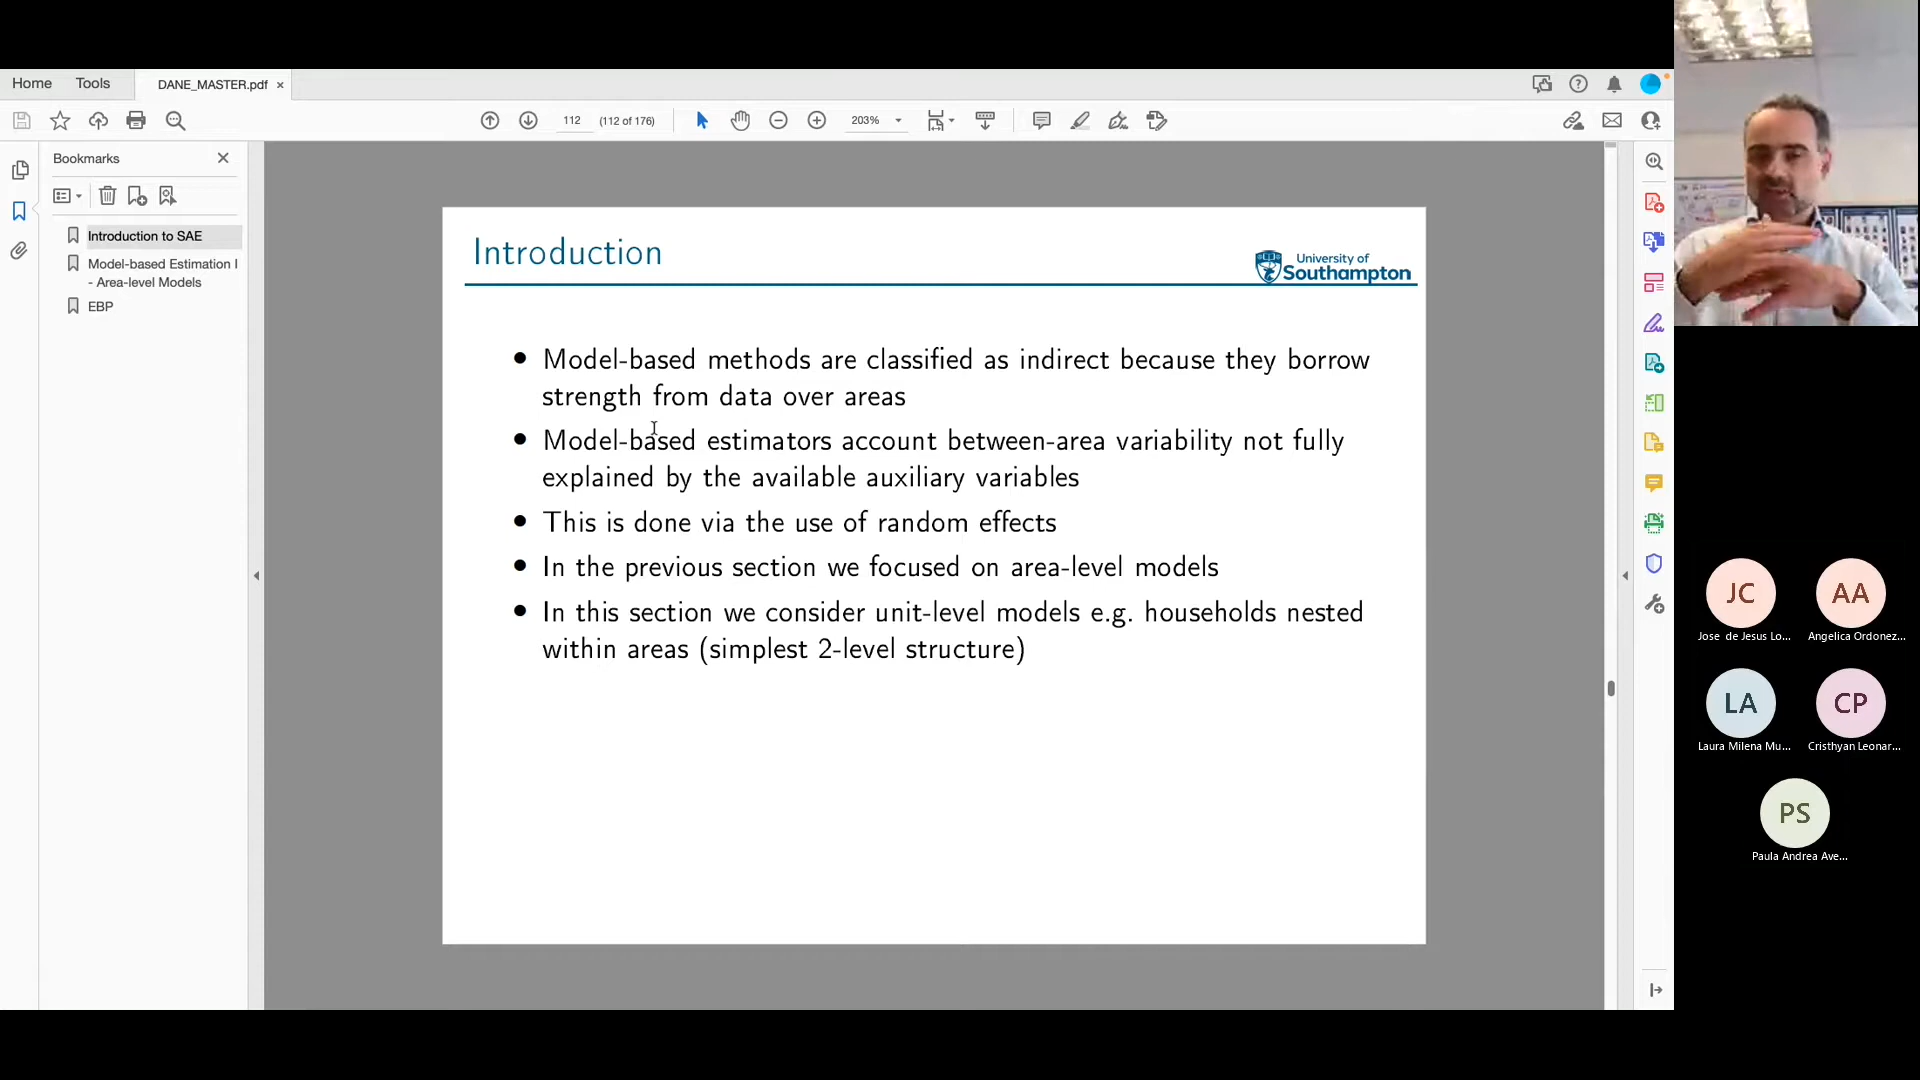 Home Tools DANE_MASTER.pdf
112 (112 of 176) 203%
Bookmarks
Introduction to SAE
Model-based Estimation I
- Area-level Models
EBP
Introduction
University of
Southampton
• Model-based methods are classified as indirect because they borrow
strength from data over areas
• Model-based estimators account between-area variability not fully
explained by the available auxiliary variables
• This is done via the use of random effects
• In the previous section we focused on area-level models
• In this section we consider unit-level models e.g. households nested
within areas (simplest 2-level structure)
JC AA
Jose de Jesus Lo... Angelica Ordonez...
LA CP
Laura Milena Mu... Cristhyan Leonar...
PS
Paula Andrea Ave...